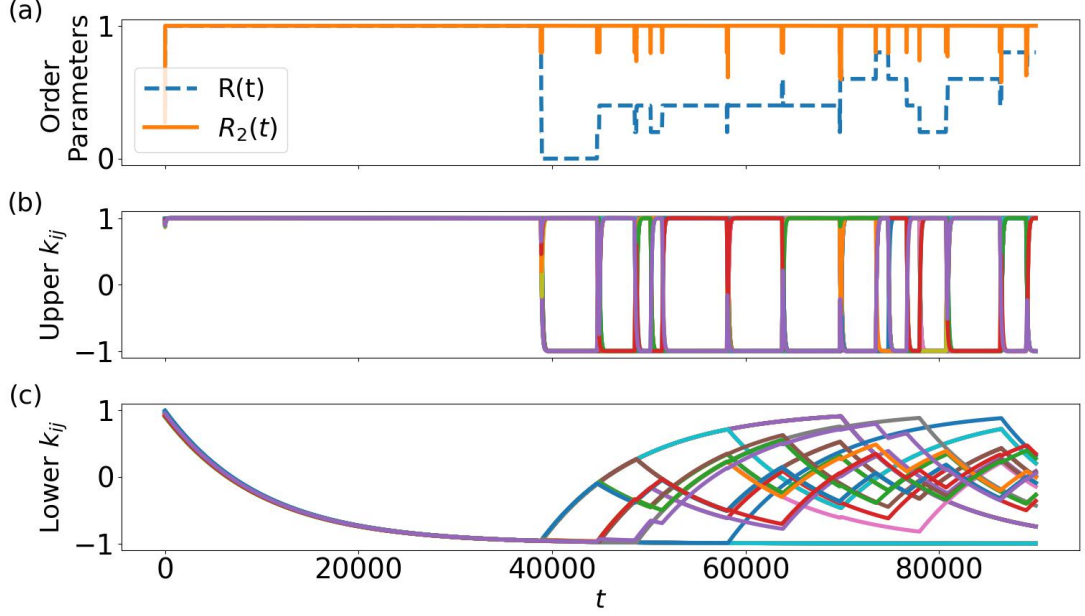 (a)
1
0
Order
Parameters
R(t)
R₂(t)
(b)
1
0
−1
Upper kᵢⱼ
(c)
1
0
−1
Lower kᵢⱼ
0 20000 40000 60000 80000
t